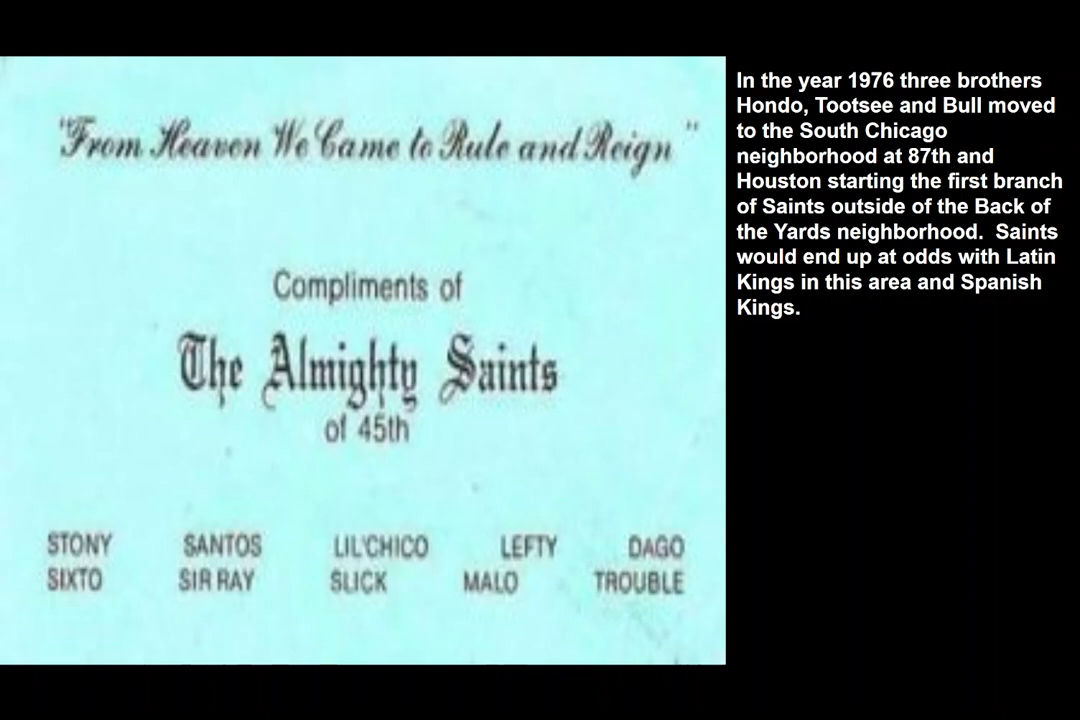 "From Heaven We Came to Rule and Reign"
Compliments of
The Almighty Saints
of 45th
STONY SANTOS LIL'CHICO LEFTY DAGO
SIXTO SIR RAY SLICK MALO TROUBLE
In the year 1976 three brothers
Hondo, Tootsee and Bull moved
to the South Chicago
neighborhood at 87th and
Houston starting the first branch
of Saints outside of the Back of
the Yards neighborhood.  Saints
would end up at odds with Latin
Kings in this area and Spanish
Kings.